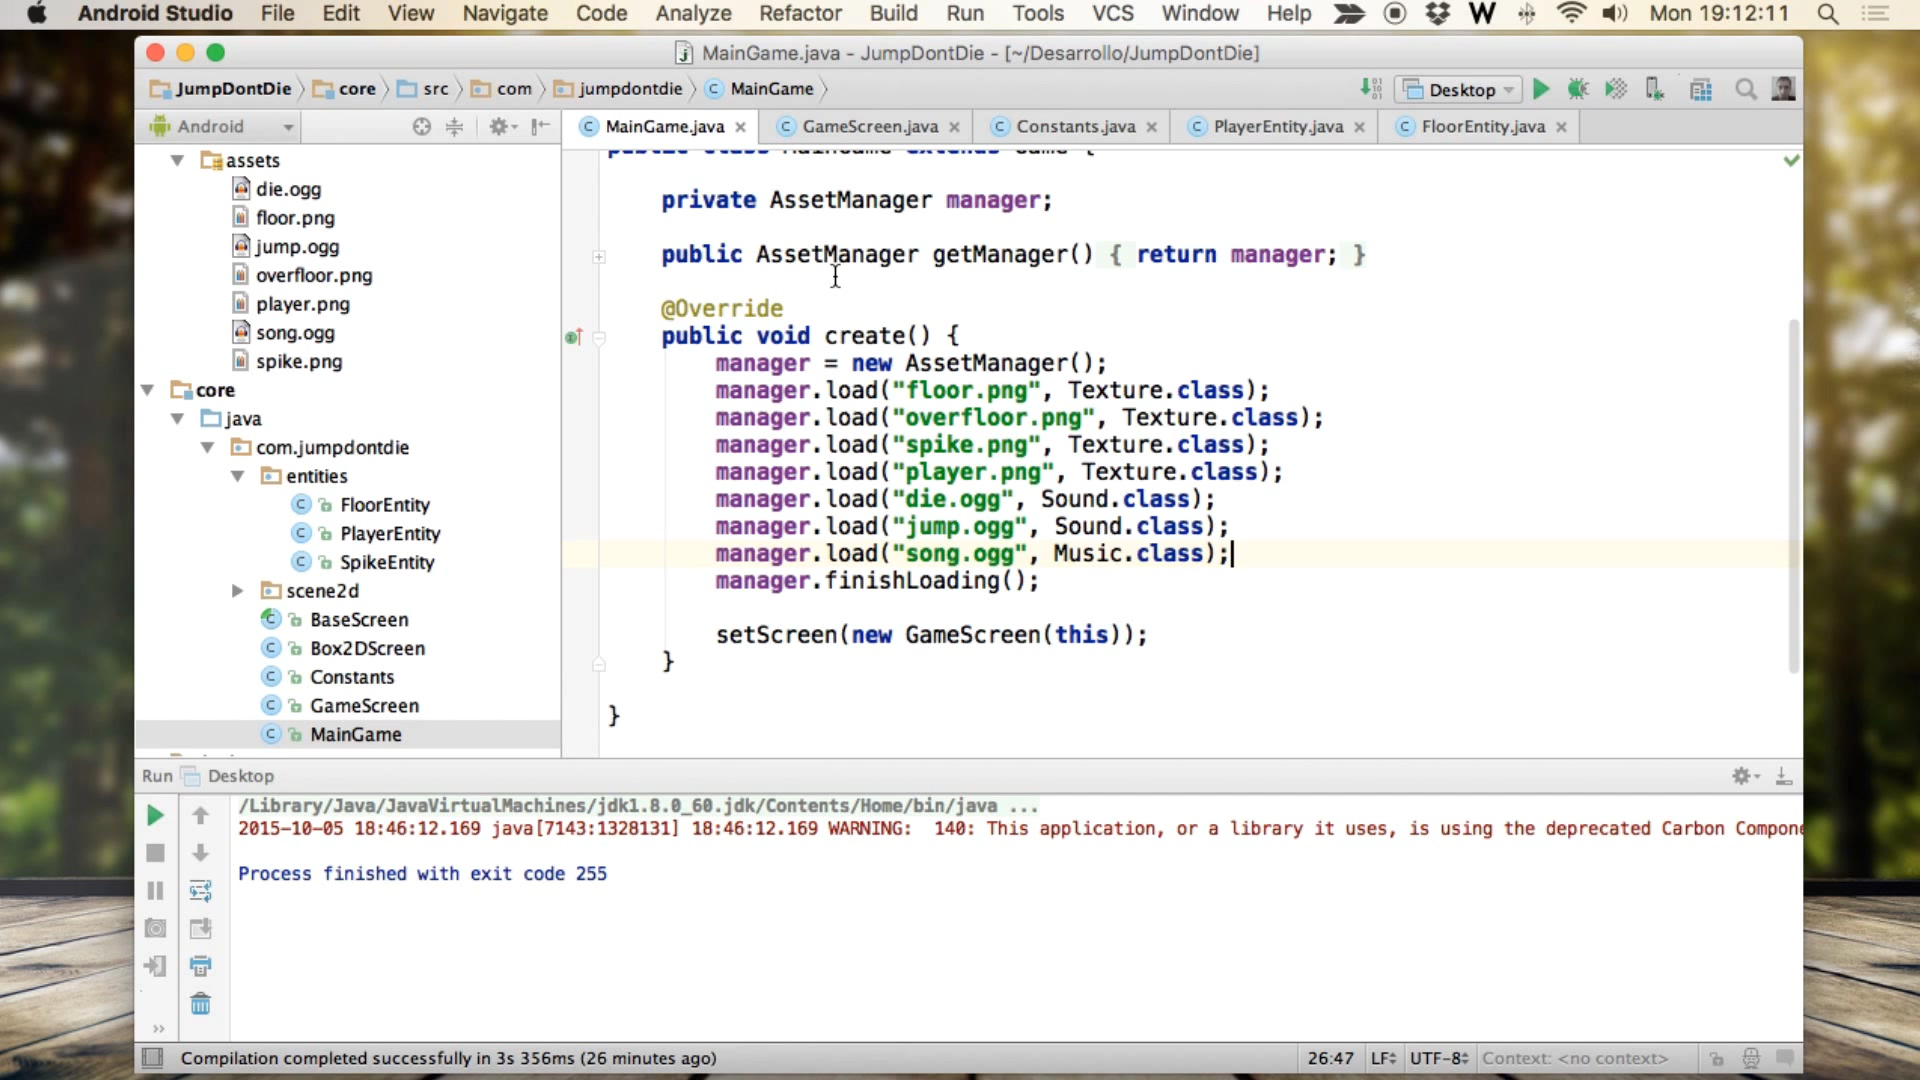 Android Studio File Edit View Navigate Code Analyze Refactor Build Run Tools VCS Window Help W Mon 19:12:11
MainGame.java - JumpDontDie - [~/Desarrollo/JumpDontDie]
JumpDontDie core src com jumpdontdie MainGame Desktop
Android
MainGame.java GameScreen.java Constants.java PlayerEntity.java FloorEntity.java
assets
die.ogg
floor.png
jump.ogg
overfloor.png
player.png
song.ogg
spike.png
core
java
com.jumpdontdie
entities
FloorEntity
PlayerEntity
SpikeEntity
scene2d
BaseScreen
Box2DScreen
Constants
GameScreen
MainGame
public class MainGame extends Game {
private AssetManager manager;
public AssetManager getManager() { return manager; }
@Override
public void create() {
manager = new AssetManager();
manager.load("floor.png", Texture.class);
manager.load("overfloor.png", Texture.class);
manager.load("spike.png", Texture.class);
manager.load("player.png", Texture.class);
manager.load("die.ogg", Sound.class);
manager.load("jump.ogg", Sound.class);
manager.load("song.ogg", Music.class);
manager.finishLoading();
setScreen(new GameScreen(this));
}
}
Run Desktop
/Library/Java/JavaVirtualMachines/jdk1.8.0_60.jdk/Contents/Home/bin/java ...
2015-10-05 18:46:12.169 java[7143:1328131] 18:46:12.169 WARNING:  140: This application, or a library it uses, is using the deprecated Carbon Compone
Process finished with exit code 255
Compilation completed successfully in 3s 356ms (26 minutes ago) 26:47 LF UTF-8 Context: <no context>